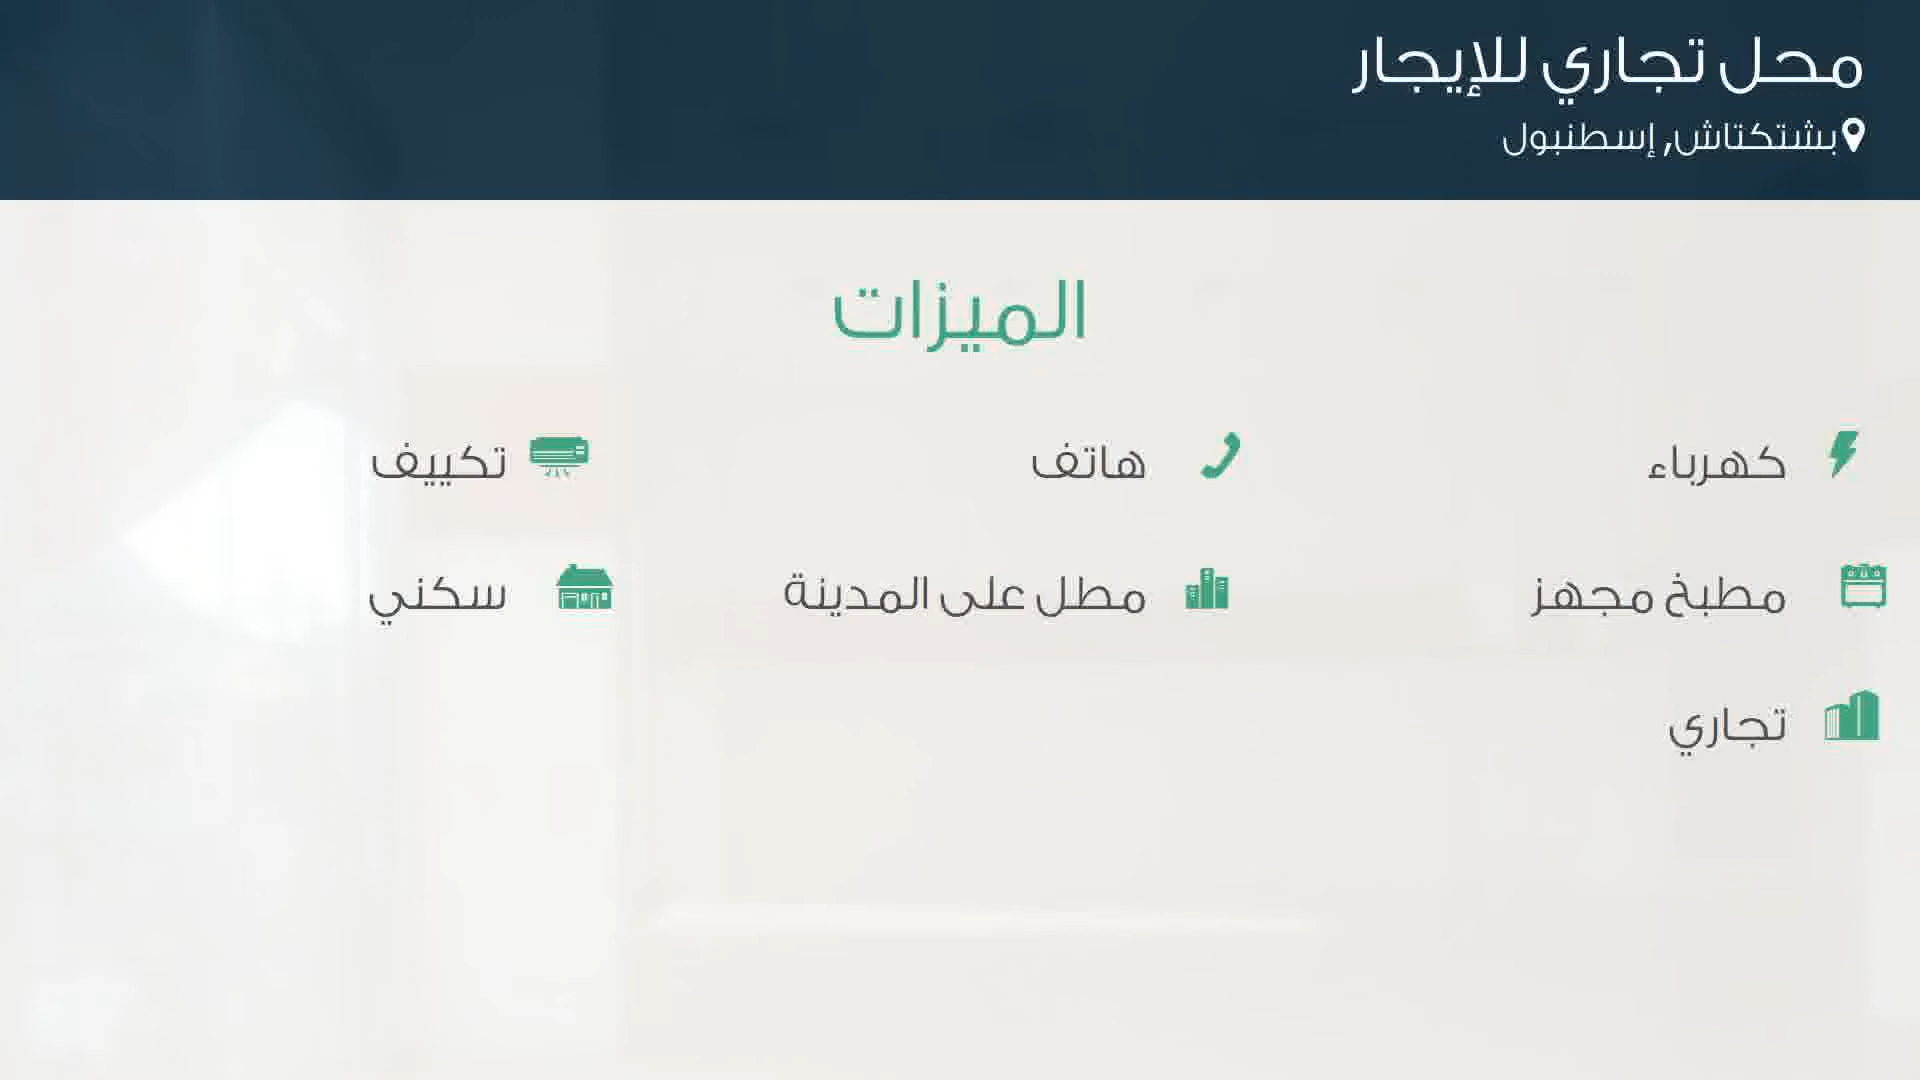 محل تجاري للإيجار
بشتكتاش, إسطنبول
الميزات
كهرباء
هاتف
تكييف
مطبخ مجهز
مطل على المدينة
سكني
تجاري